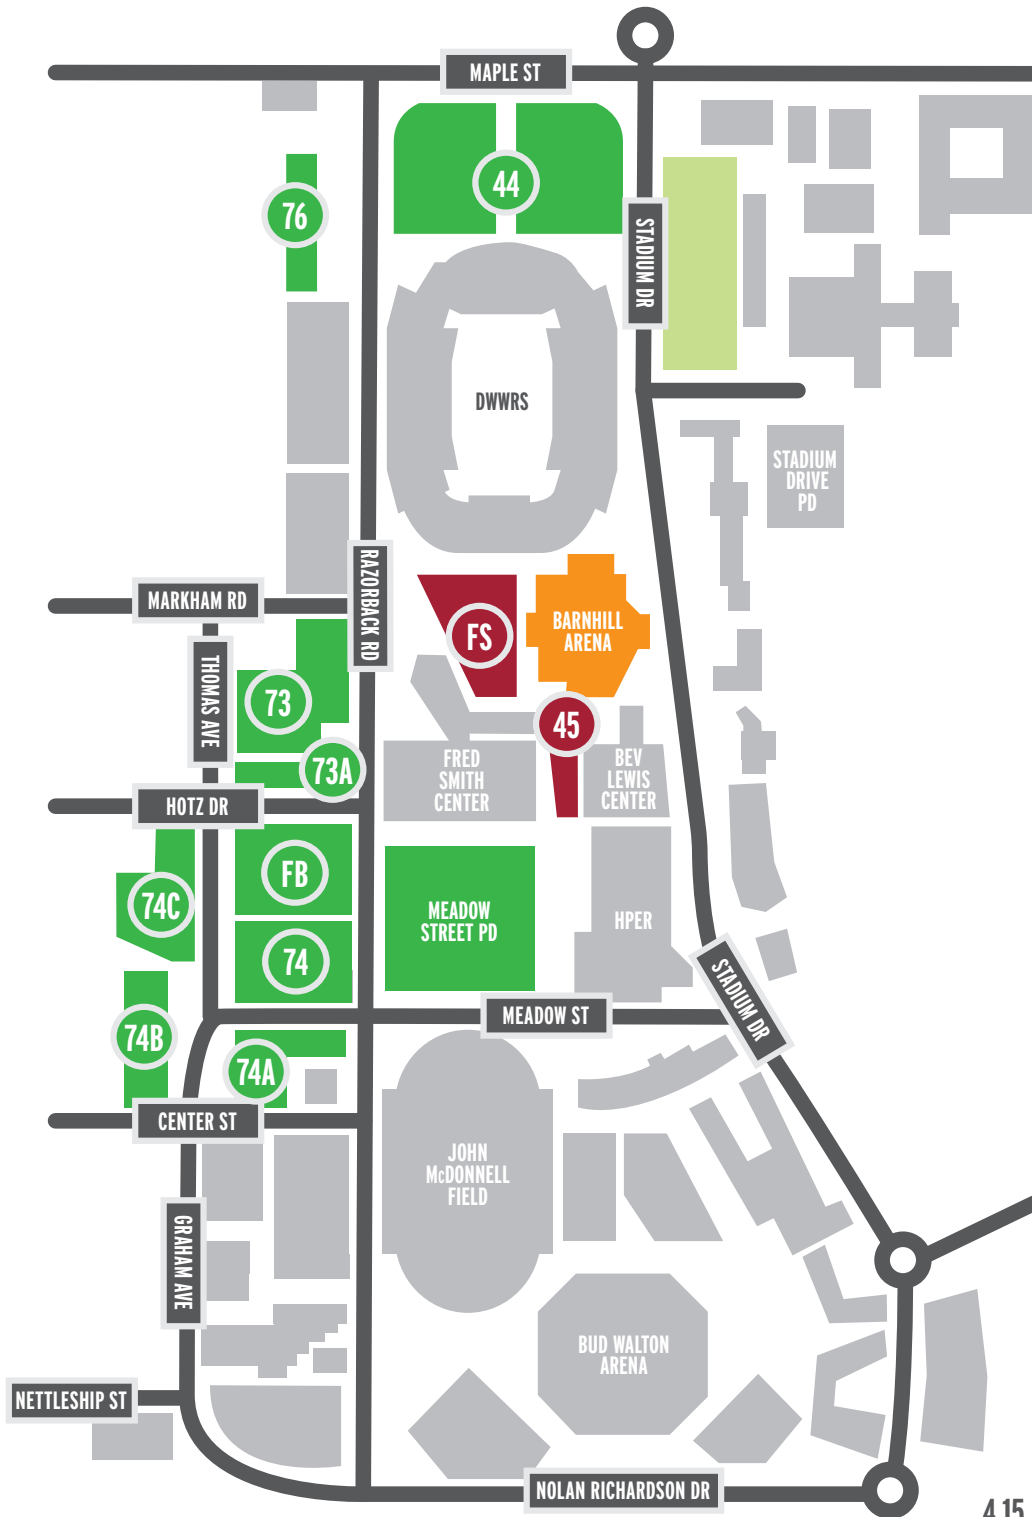 MAPLE ST
44
76
STADIUM DR
DWWRS
STADIUM
DRIVE
PD
RAZORBACK RD
MARKHAM RD
FS
BARNHILL
ARENA
THOMAS AVE
73
45
73A
FRED
SMITH
CENTER
BEV
LEWIS
CENTER
HOTZ DR
FB
74C
MEADOW
STREET PD
HPER
74
STADIUM DR
MEADOW ST
74B
74A
CENTER ST
JOHN
McDONNELL
FIELD
GRAHAM AVE
BUD WALTON
ARENA
NETTLESHIP ST
NOLAN RICHARDSON DR
4.15